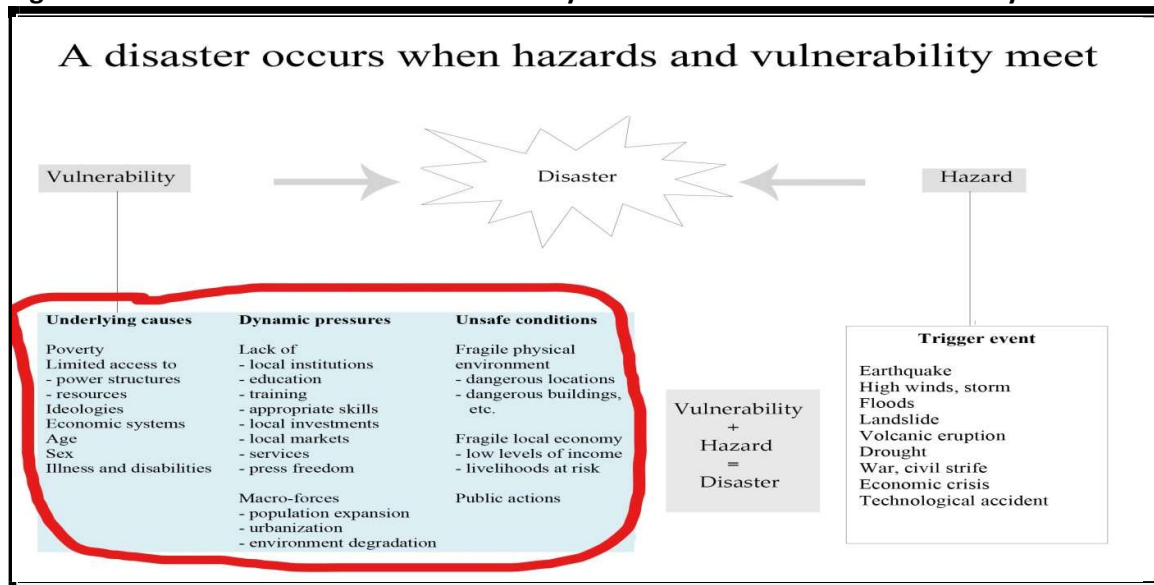 A disaster occurs when hazards and vulnerability meet
Vulnerability
Disaster
Hazard
Underlying causes
Poverty
Limited access to
- power structures
- resources
Ideologies
Economic systems
Age
Sex
Illness and disabilities
Dynamic pressures
Lack of
- local institutions
- education
- training
- appropriate skills
- local investments
- local markets
- services
- press freedom
Macro-forces
- population expansion
- urbanization
- environment degradation
Unsafe conditions
Fragile physical
environment
- dangerous locations
- dangerous buildings,
etc.
Fragile local economy
- low levels of income
- livelihoods at risk
Public actions
Vulnerability
+
Hazard
=
Disaster
Trigger event
Earthquake
High winds, storm
Floods
Landslide
Volcanic eruption
Drought
War, civil strife
Economic crisis
Technological accident